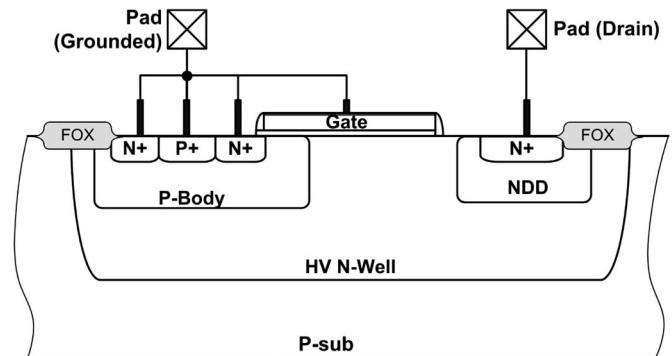 Pad
(Grounded)
Pad (Drain)
Gate
FOX
N+
P+
N+
N+
FOX
P-Body
NDD
HV N-Well
P-sub